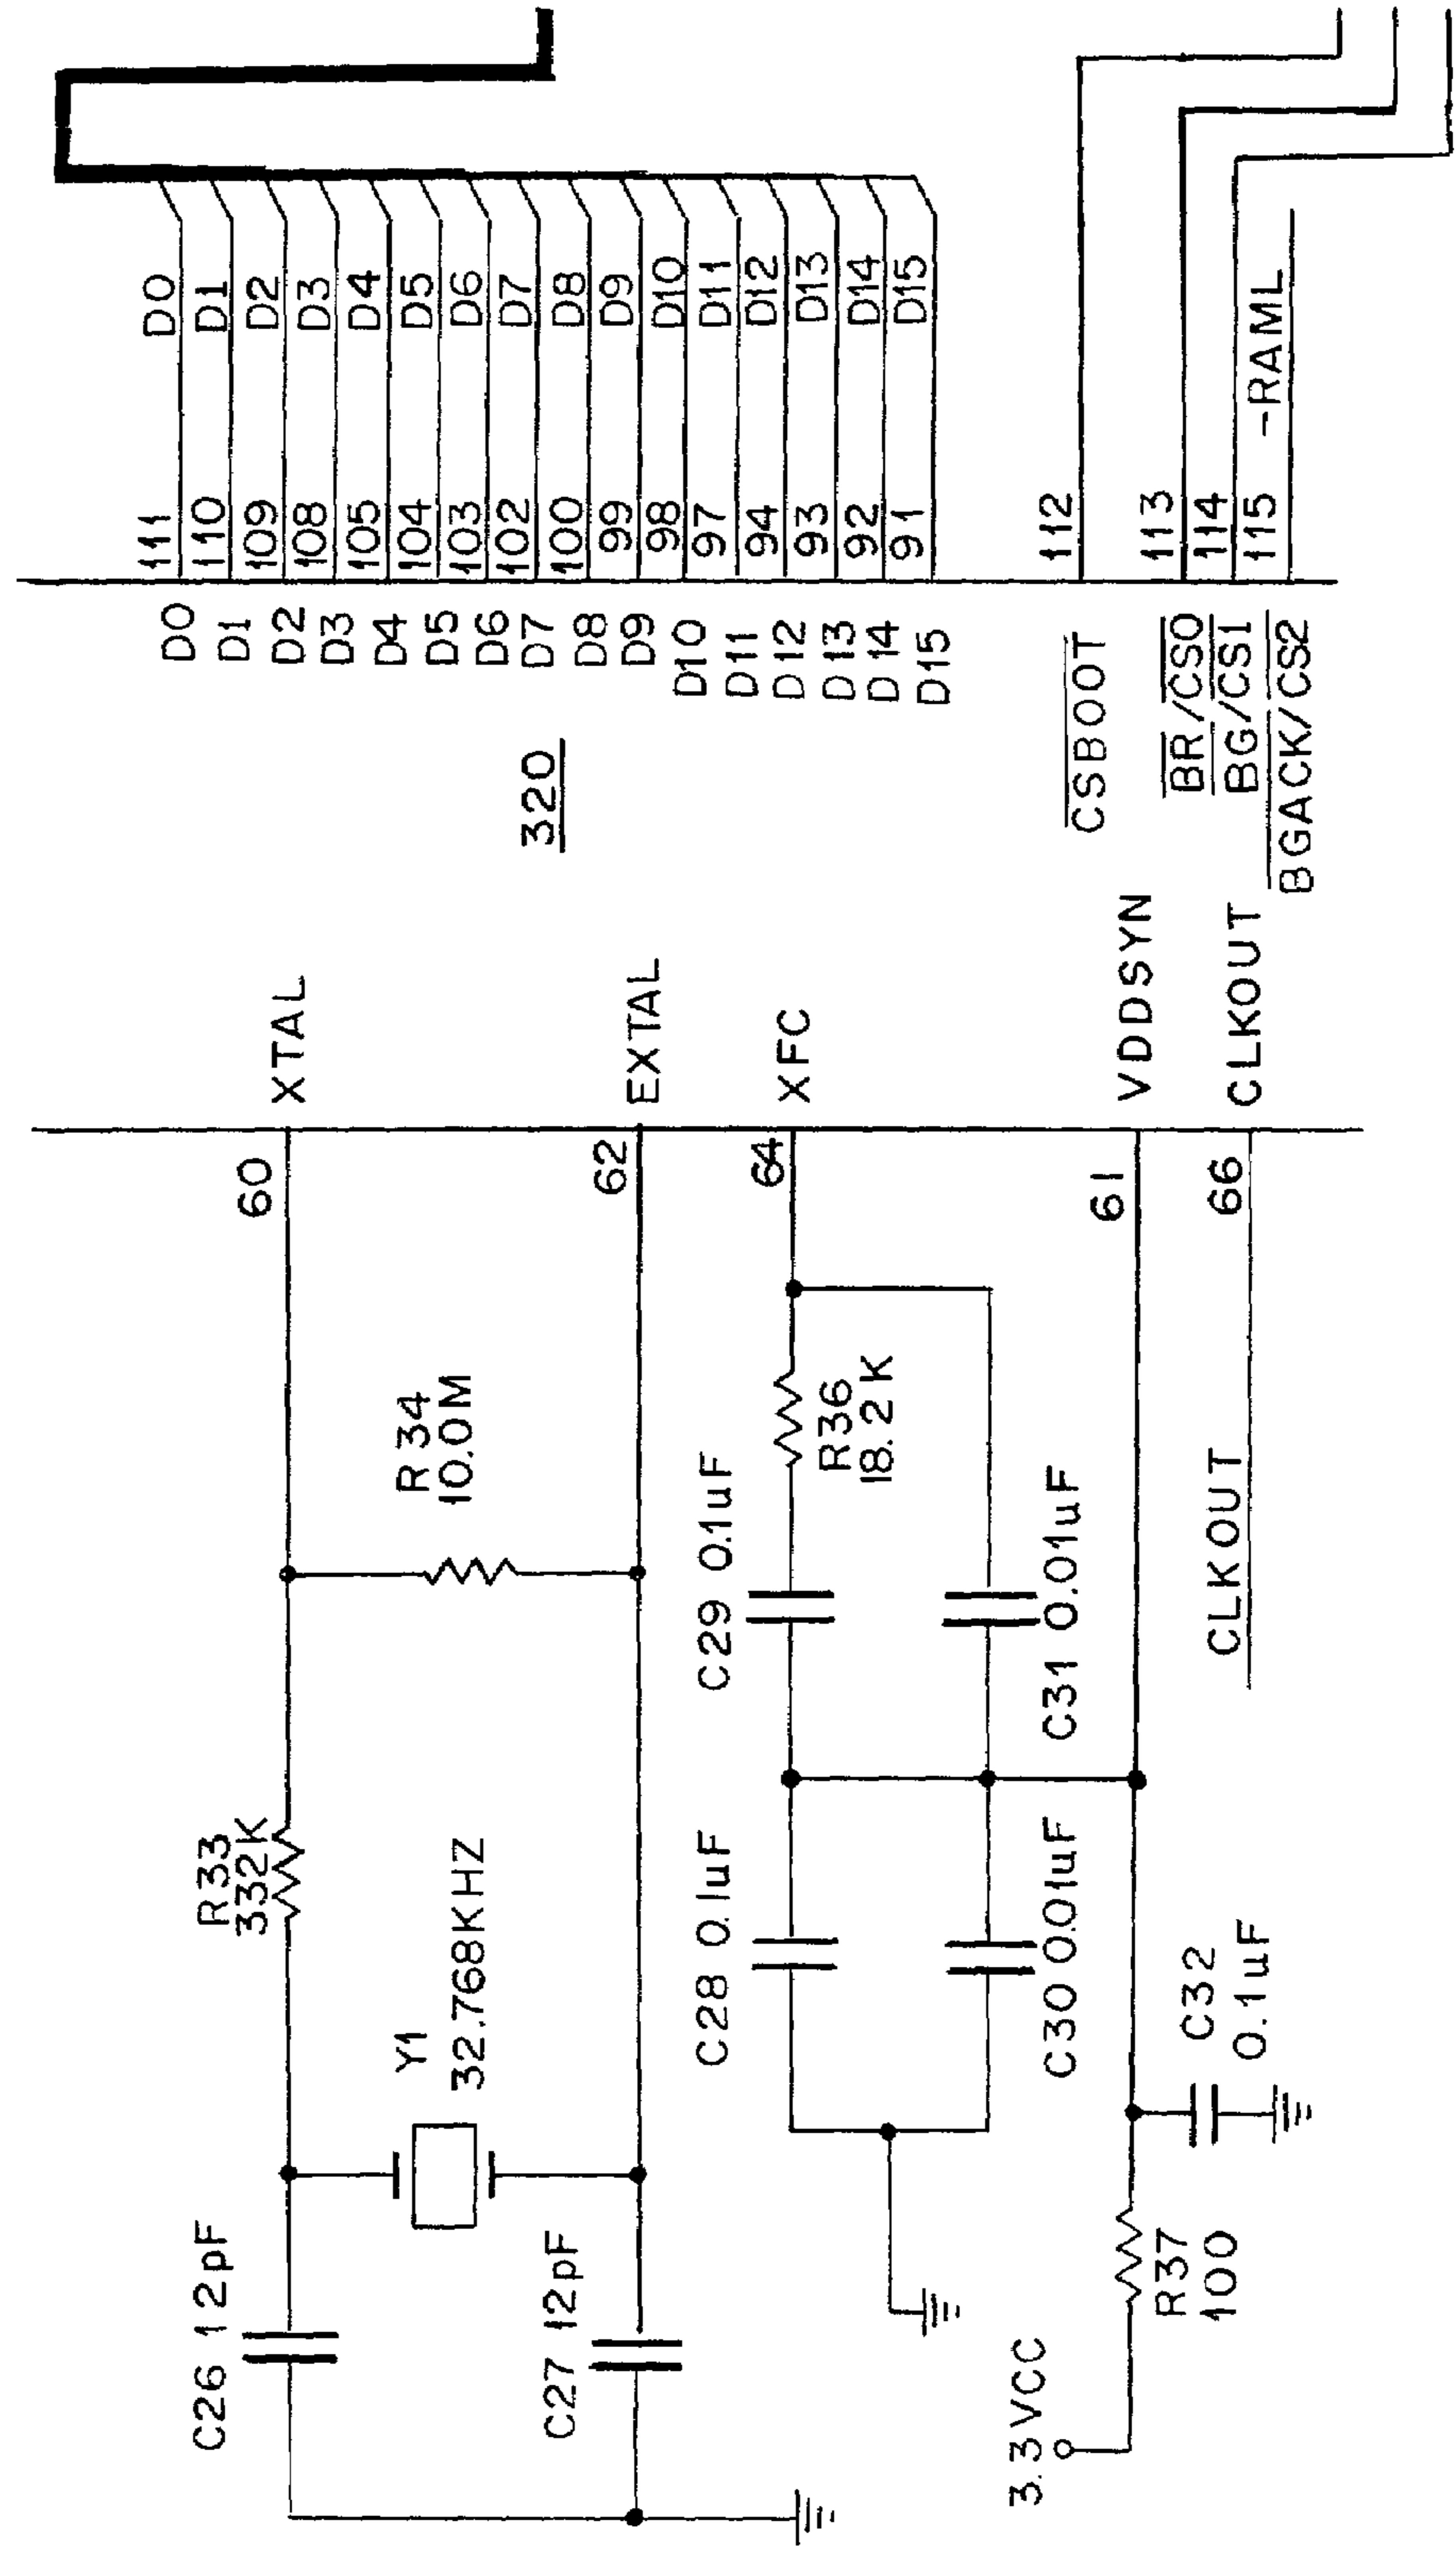 C26 12pF
R33
332K
60
XTAL
Y1
32.768KHZ
R34
10.0M
C27 12pF
62
EXTAL
C28 0.1uF
C29 0.1uF
R36
18.2K
64
XFC
C30 0.01uF
C31 0.01uF
3.3VCC
R37
100
C32
0.1uF
61
VDDSYN
CLKOUT
66
CLKOUT
320
D0 111 D0
D1 110 D1
D2 109 D2
D3 108 D3
D4 105 D4
D5 104 D5
D6 103 D6
D7 102 D7
D8 100 D8
D9 99 D9
D10 98 D10
D11 97 D11
D12 94 D12
D13 93 D13
D14 92 D14
D15 91 D15
CSBOOT 112
BR/CS0 113
BG/CS1 114
BGACK/CS2 115 -RAML